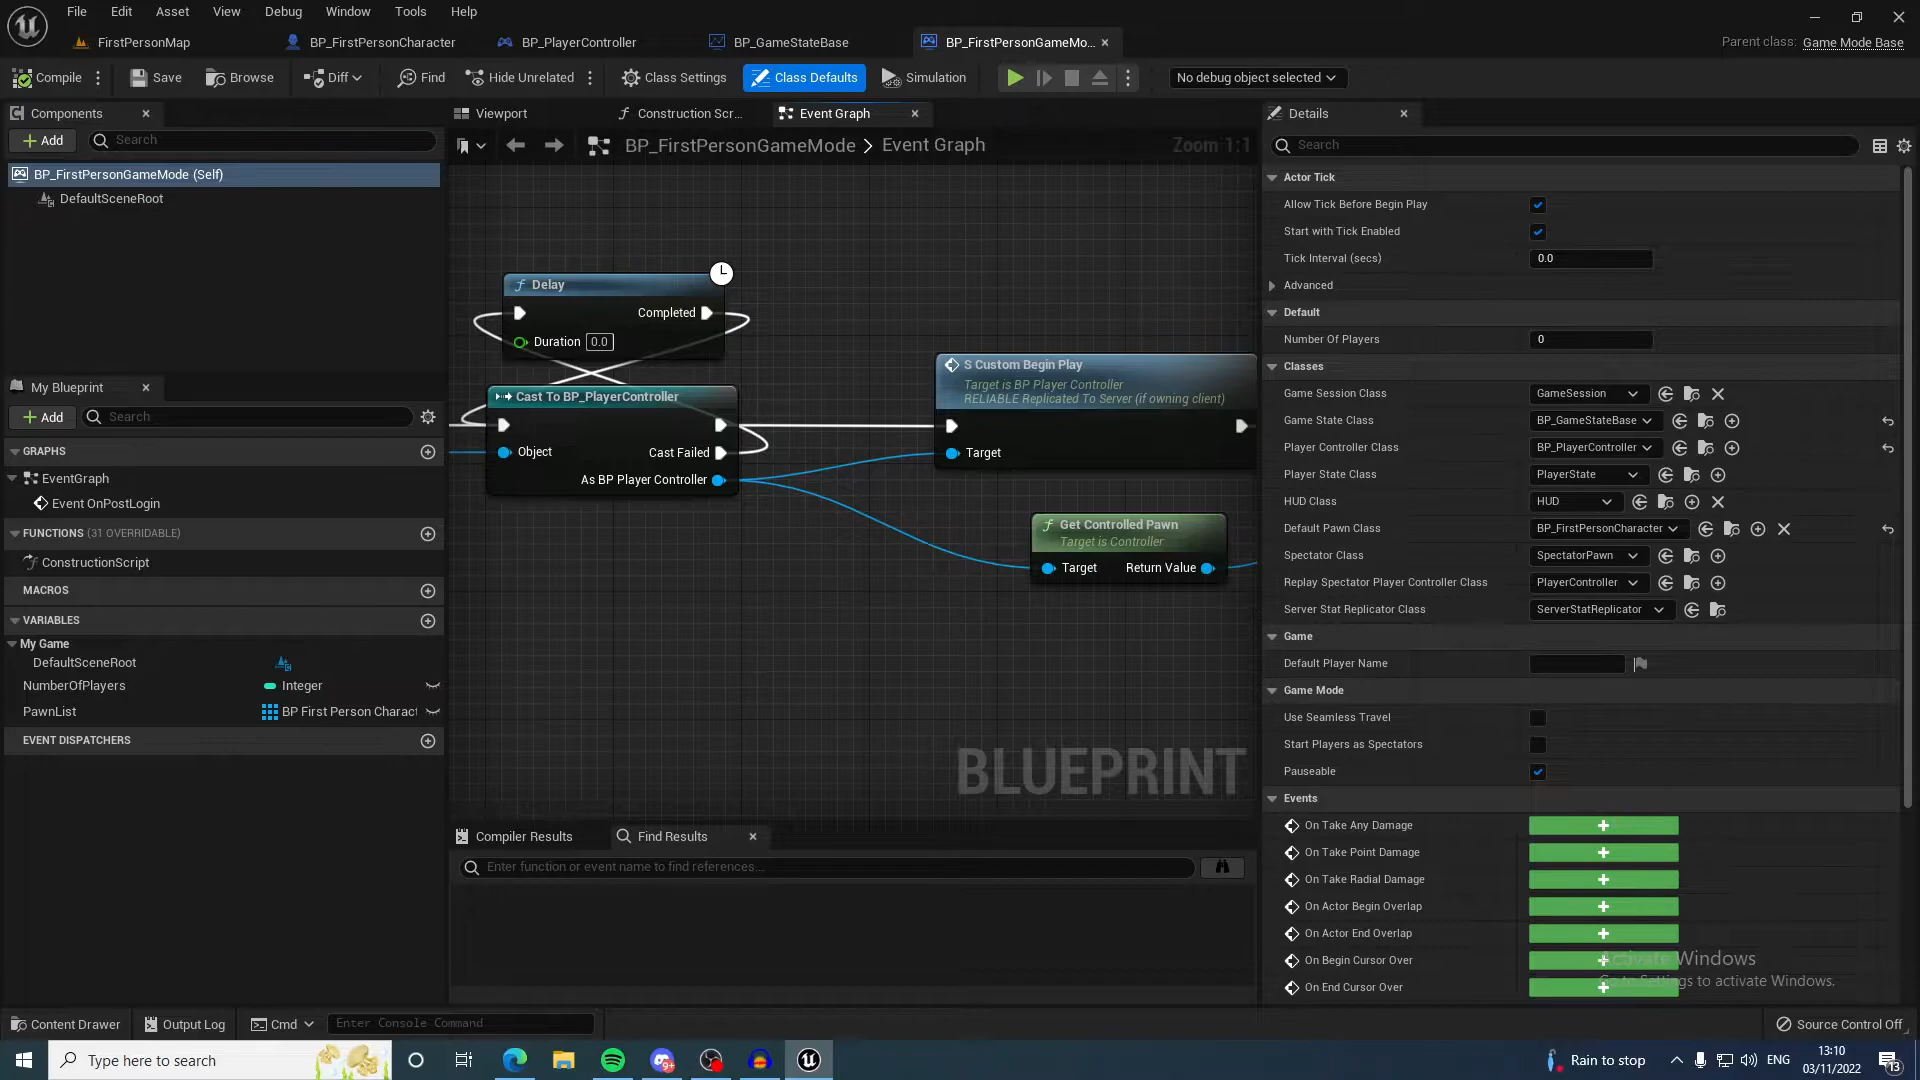 File Edit Asset View Debug Window Tools Help
FirstPersonMap BP_FirstPersonCharacter BP_PlayerController BP_GameStateBase BP_FirstPersonGameMo...
Parent class: Game Mode Base
Compile Save Browse Diff Find Hide Unrelated Class Settings Class Defaults Simulation No debug object selected
Components
Add Search
BP_FirstPersonGameMode (Self)
DefaultSceneRoot
My Blueprint
Add Search
GRAPHS
EventGraph
Event OnPostLogin
FUNCTIONS (31 OVERRIDABLE)
ConstructionScript
MACROS
VARIABLES
My Game
DefaultSceneRoot
NumberOfPlayers Integer
PawnList BP First Person Charact
EVENT DISPATCHERS
Viewport Construction Scr... Event Graph
BP_FirstPersonGameMode > Event Graph
Zoom 1:1
Delay
Completed
Duration 0.0
Cast To BP_PlayerController
Object Cast Failed
As BP Player Controller
S Custom Begin Play
Target is BP Player Controller
RELIABLE Replicated To Server (if owning client)
Target
Get Controlled Pawn
Target is Controller
Target Return Value
BLUEPRINT
Compiler Results Find Results
Enter function or event name to find references...
Details
Search
Actor Tick
Allow Tick Before Begin Play
Start with Tick Enabled
Tick Interval (secs) 0.0
Advanced
Default
Number Of Players 0
Classes
Game Session Class GameSession
Game State Class BP_GameStateBase
Player Controller Class BP_PlayerController
Player State Class PlayerState
HUD Class HUD
Default Pawn Class BP_FirstPersonCharacter
Spectator Class SpectatorPawn
Replay Spectator Player Controller Class PlayerController
Server Stat Replicator Class ServerStatReplicator
Game
Default Player Name
Game Mode
Use Seamless Travel
Start Players as Spectators
Pauseable
Events
On Take Any Damage
On Take Point Damage
On Take Radial Damage
On Actor Begin Overlap
On Actor End Overlap
On Begin Cursor Over
On End Cursor Over
Activate Windows
Go to Settings to activate Windows.
Content Drawer Output Log Cmd Enter Console Command
Source Control Off
Type here to search
9+
Rain to stop
ENG
13:10
03/11/2022
13